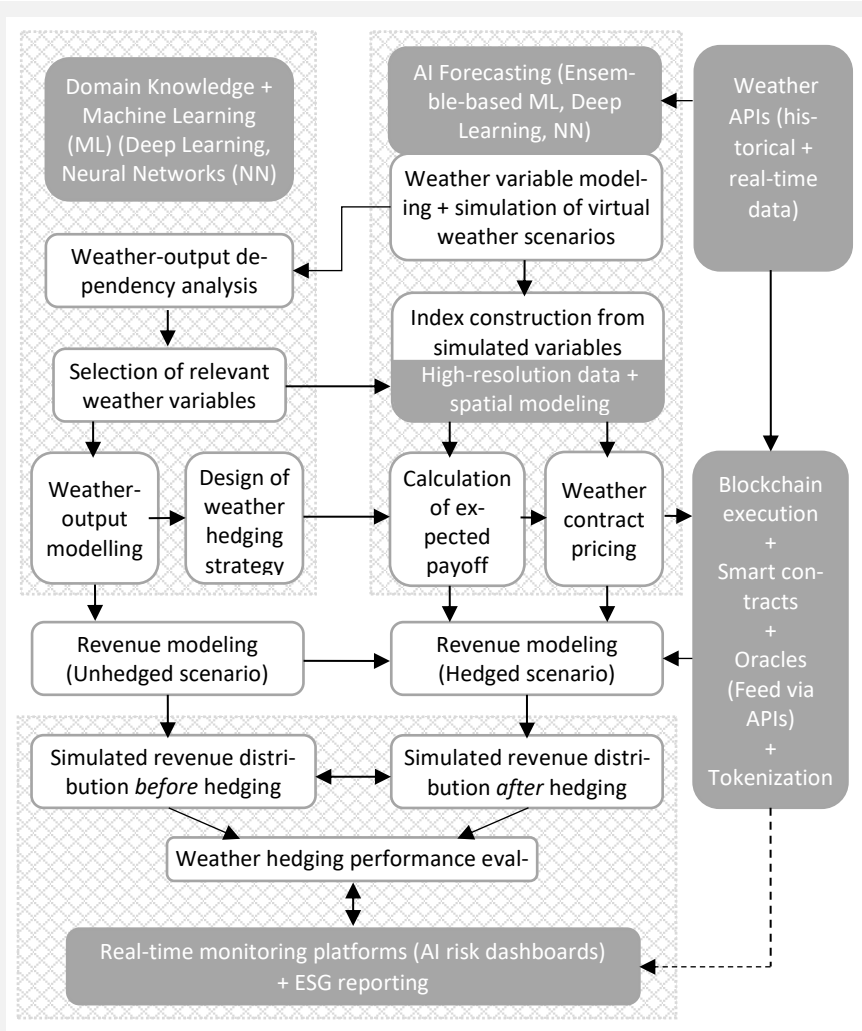 Domain Knowledge +
Machine Learning
(ML) (Deep Learning,
Neural Networks (NN)
AI Forecasting (Ensem-
ble-based ML, Deep
Learning, NN)
Weather
APIs (his-
torical +
real-time
data)
Weather variable model-
ing + simulation of virtual
weather scenarios
Weather-output de-
pendency analysis
Index construction from
simulated variables
High-resolution data +
spatial modeling
Selection of relevant
weather variables
Weather-
output
modelling
Design of
weather
hedging
strategy
Calculation
of ex-
pected
payoff
Weather
contract
pricing
Blockchain
execution
+
Smart con-
tracts
+
Oracles
(Feed via
APIs)
+
Tokenization
Revenue modeling
(Unhedged scenario)
Revenue modeling
(Hedged scenario)
Simulated revenue distri-
bution before hedging
Simulated revenue distri-
bution after hedging
Weather hedging performance eval-
Real-time monitoring platforms (AI risk dashboards)
+ ESG reporting